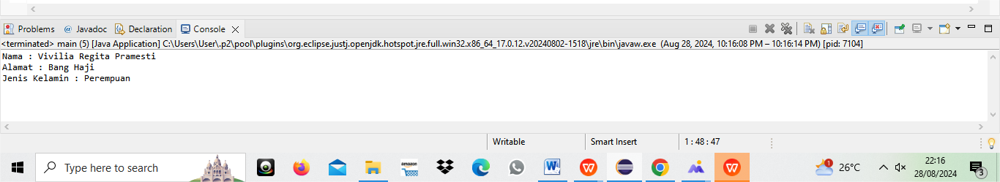 Problems @ Javadoc Declaration Console
<terminated> main (5) [Java Application] C:\Users\User\.p2\pool\plugins\org.eclipse.justj.openjdk.hotspot.jre.full.win32.x86_64_17.0.12.v20240802-1518\jre\bin\javaw.exe (Aug 28, 2024, 10:16:08 PM – 10:16:14 PM) [pid: 7104]
Nama : Vivilia Regita Pramesti
Alamat : Bang Haji
Jenis Kelamin : Perempuan
Writable Smart Insert 1 : 48 : 47
Type here to search amazon W 1 26°C 22:16
28/08/2024 3